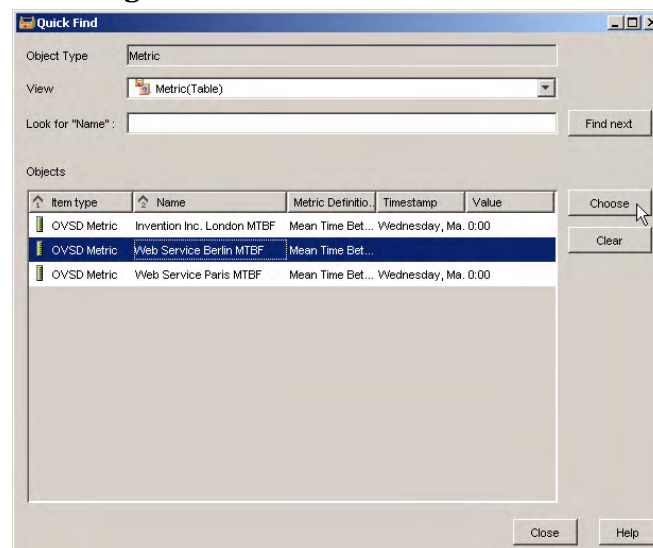 Quick Find
Object Type Metric
View Metric(Table)
Look for "Name" : Find next
Objects
1 Item type 2 Name Metric Definitio.. Timestamp Value Choose
OVSD Metric Invention Inc. London MTBF Mean Time Bet... Wednesday, Ma. 0:00
Clear
OVSD Metric Web Service Berlin MTBF Mean Time Bet...
OVSD Metric Web Service Paris MTBF Mean Time Bet... Wednesday, Ma. 0:00
Close Help